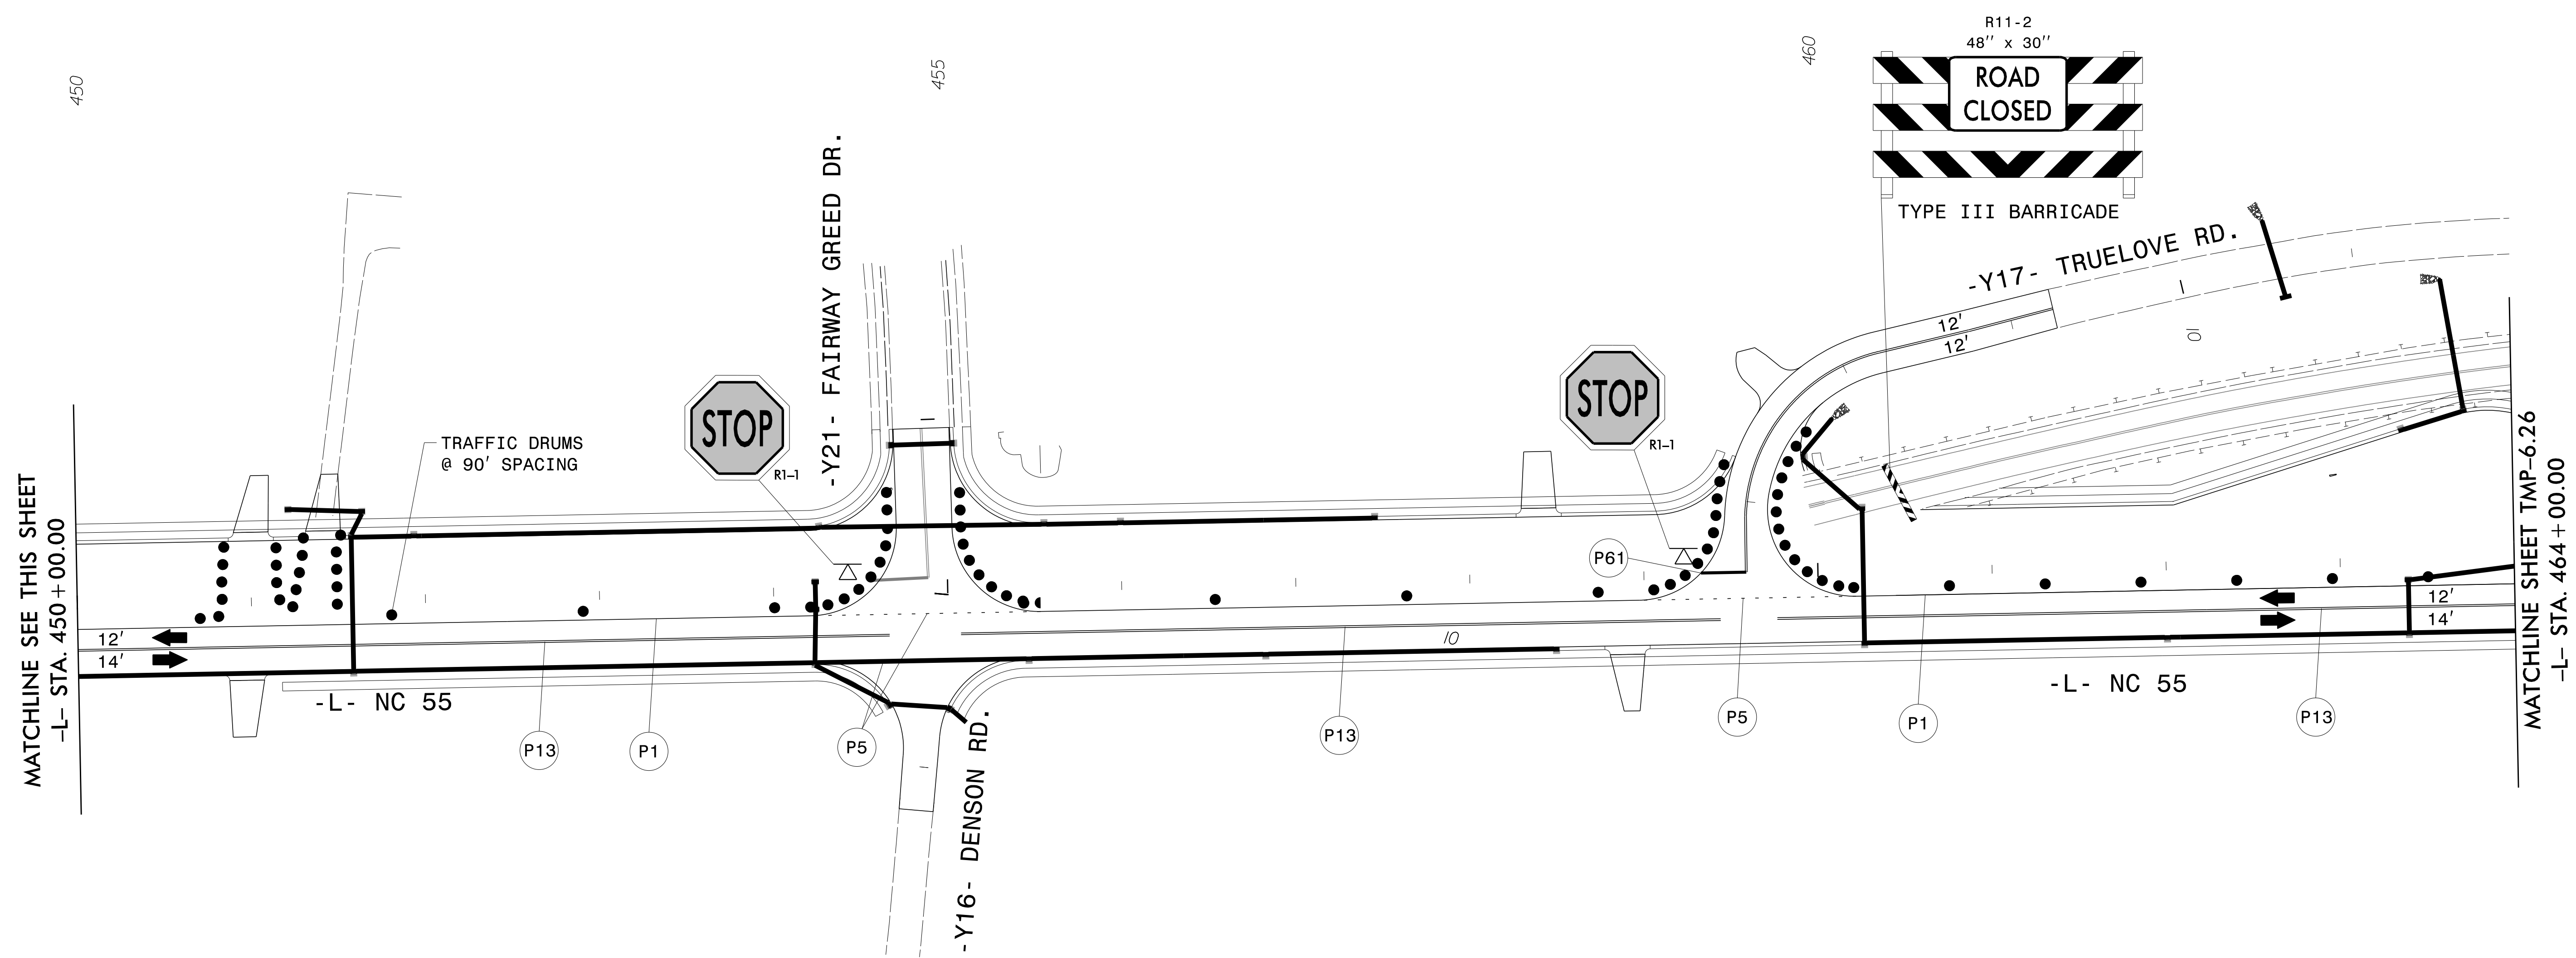 R11-2
48" x 30"
ROAD
CLOSED
TYPE III BARRICADE
450
455
460
-Y21- FAIRWAY GREED DR.
-Y17- TRUELOVE RD.
12'
12'
10
STOP
R1-1
STOP
R1-1
TRAFFIC DRUMS
@ 90' SPACING
MATCHLINE SEE THIS SHEET
-L- STA. 450+00.00
MATCHLINE SHEET TMP-6.26
-L- STA. 464+00.00
P61
12'
14'
10
12'
14'
-L- NC 55
-L- NC 55
P13
P1
P5
P13
P5
P1
P13
-Y16- DENSON RD.